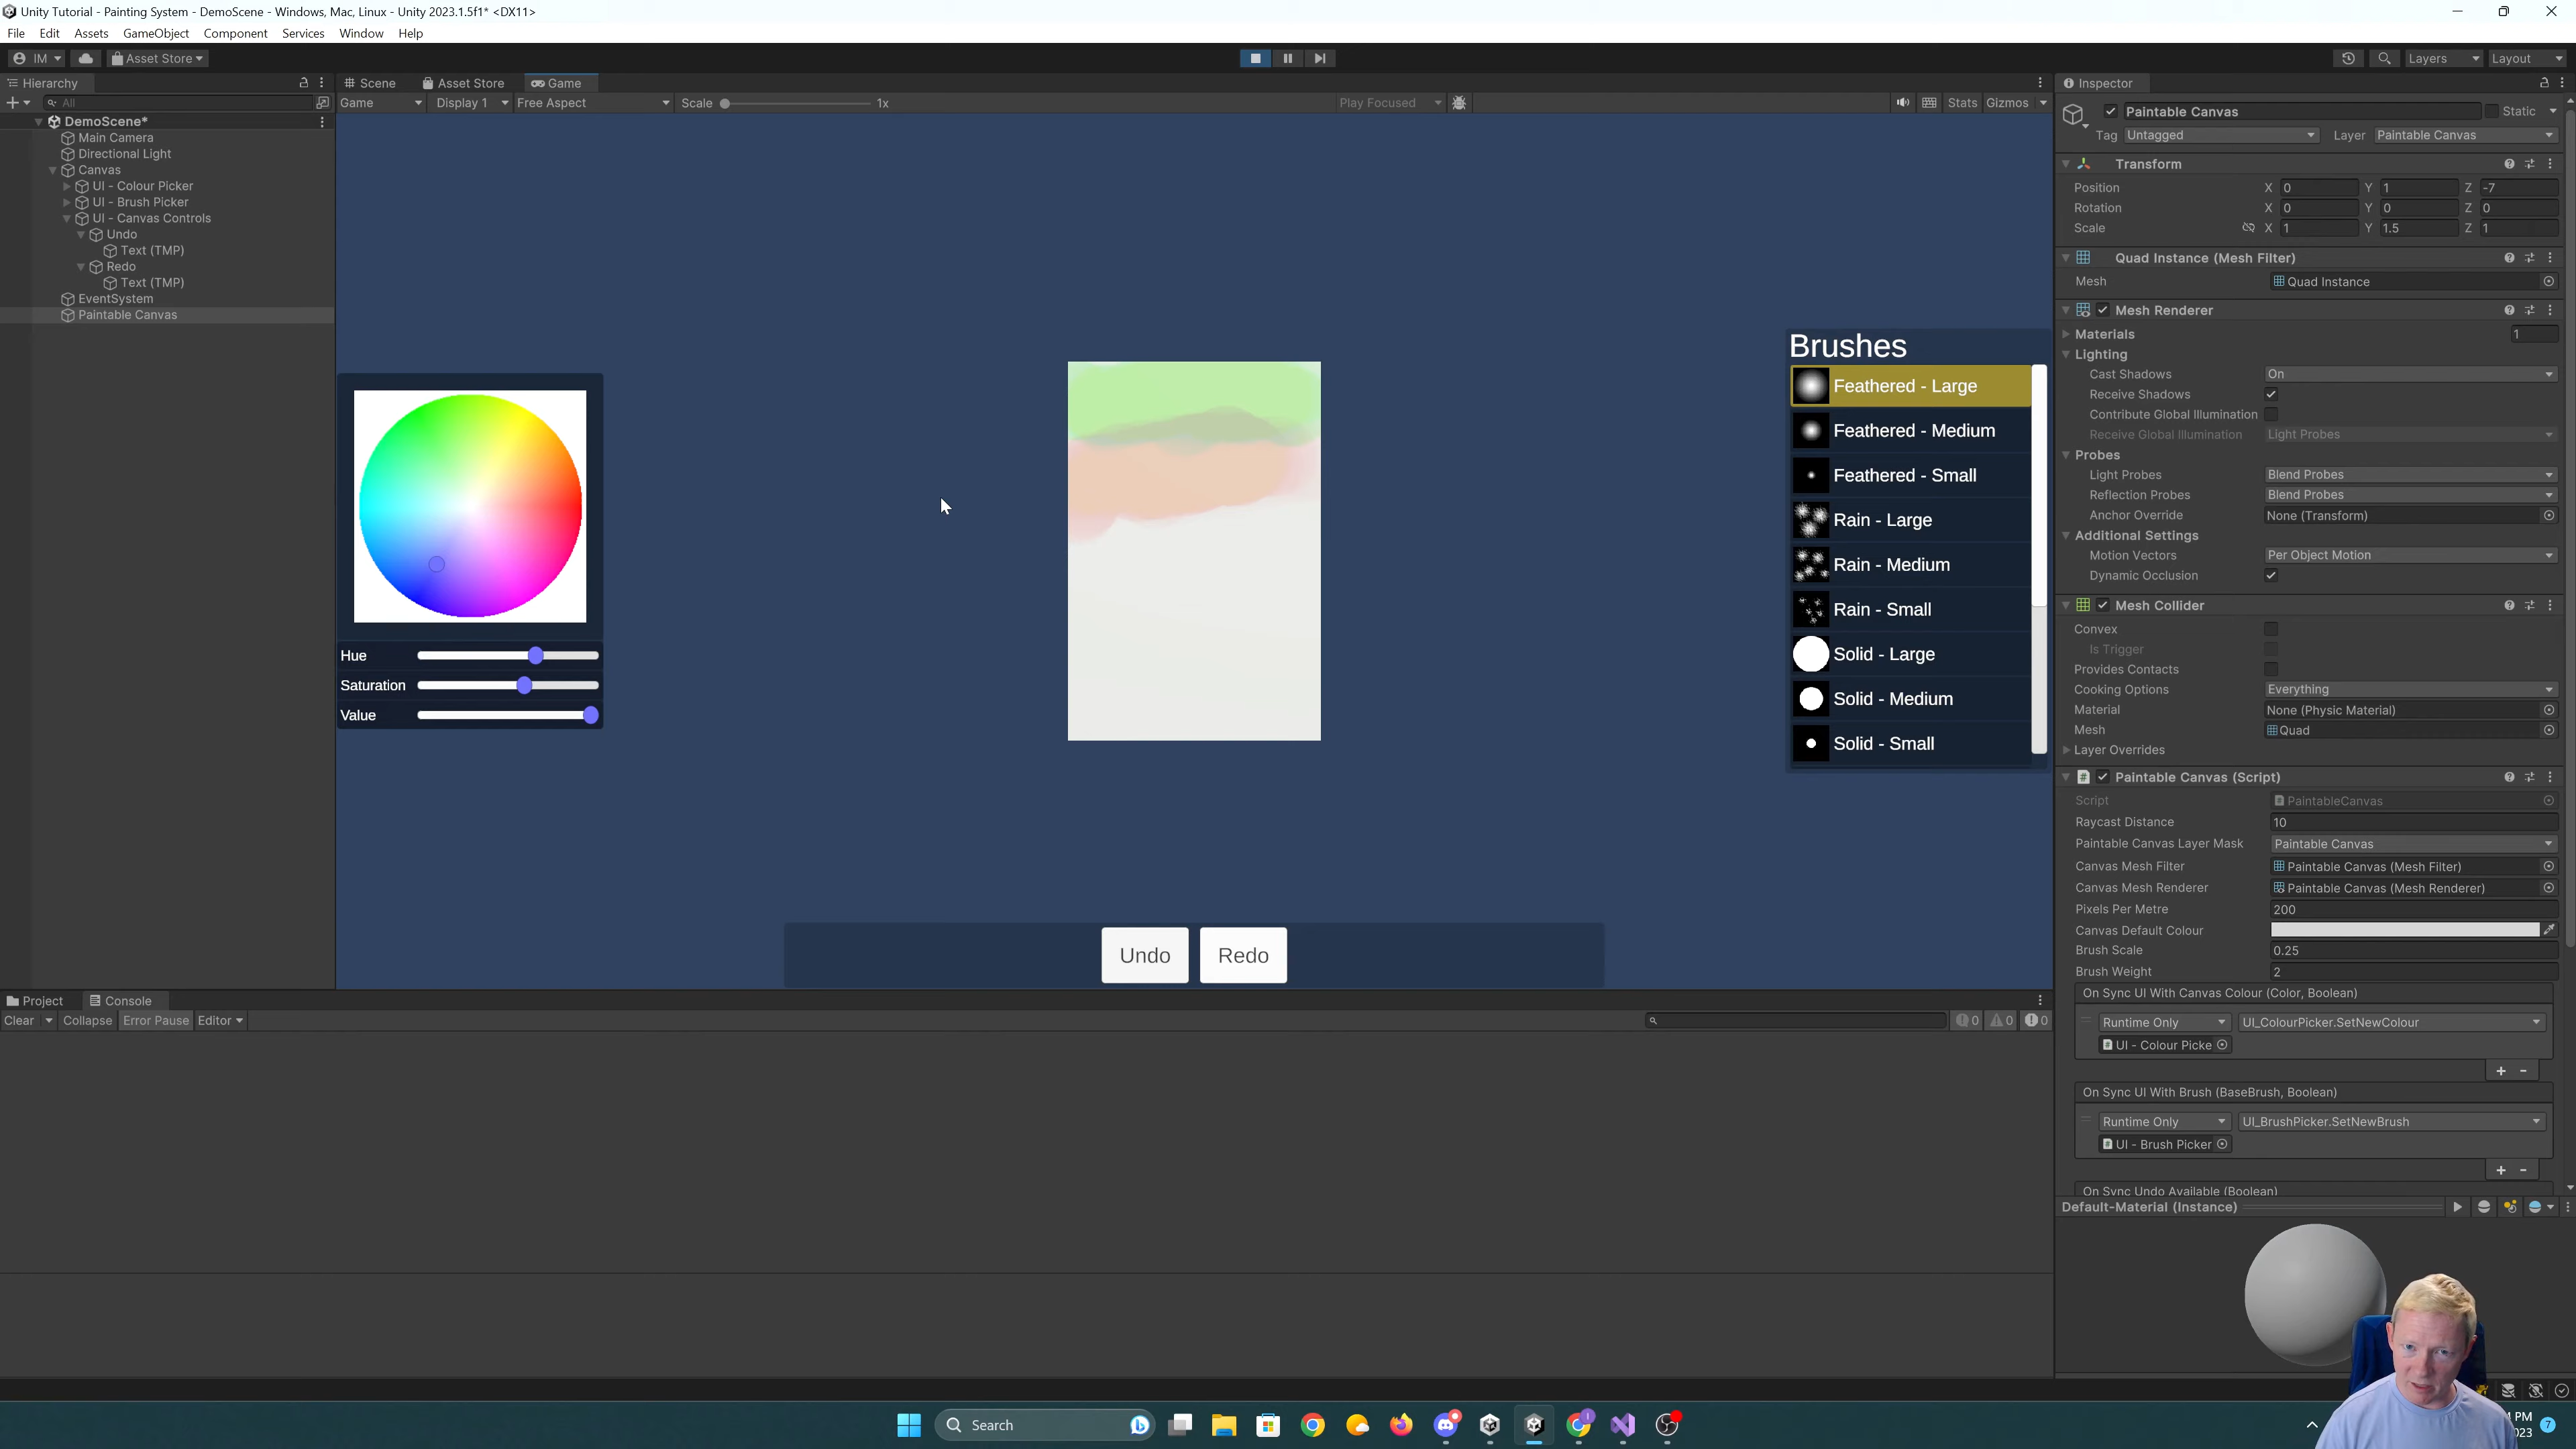 Unity Tutorial - Painting System - DemoScene - Windows, Mac, Linux - Unity 2023.1.5f1* <DX11>
File Edit Assets GameObject Component Services Window Help
IM Asset Store Layers Layout
Hierarchy Scene Asset Store Game Inspector
All Game Display 1 Free Aspect Scale 1x Play Focused Stats Gizmos
DemoScene*
Main Camera
Directional Light
Canvas
UI - Colour Picker
UI - Brush Picker
UI - Canvas Controls
Undo
Text (TMP)
Redo
Text (TMP)
EventSystem
Paintable Canvas
Hue
Saturation
Value
Brushes
Feathered - Large
Feathered - Medium
Feathered - Small
Rain - Large
Rain - Medium
Rain - Small
Solid - Large
Solid - Medium
Solid - Small
Undo Redo
Paintable Canvas Static
Tag Untagged Layer Paintable Canvas
Transform
Position X 0 Y 1 Z -7
Rotation X 0 Y 0 Z 0
Scale X 1 Y 1.5 Z 1
Quad Instance (Mesh Filter)
Mesh Quad Instance
Mesh Renderer
Materials 1
Lighting
Cast Shadows On
Receive Shadows
Contribute Global Illumination
Receive Global Illumination Light Probes
Probes
Light Probes Blend Probes
Reflection Probes Blend Probes
Anchor Override None (Transform)
Additional Settings
Motion Vectors Per Object Motion
Dynamic Occlusion
Mesh Collider
Convex
Is Trigger
Provides Contacts
Cooking Options Everything
Material None (Physic Material)
Mesh Quad
Layer Overrides
Paintable Canvas (Script)
Script PaintableCanvas
Raycast Distance 10
Paintable Canvas Layer Mask Paintable Canvas
Canvas Mesh Filter Paintable Canvas (Mesh Filter)
Canvas Mesh Renderer Paintable Canvas (Mesh Renderer)
Pixels Per Metre 200
Canvas Default Colour
Brush Scale 0.25
Brush Weight 2
On Sync UI With Canvas Colour (Color, Boolean)
Runtime Only UI_ColourPicker.SetNewColour
UI - Colour Picke
On Sync UI With Brush (BaseBrush, Boolean)
Runtime Only UI_BrushPicker.SetNewBrush
UI - Brush Picker
On Sync Undo Available (Boolean)
Default-Material (Instance)
Project Console
Clear Collapse Error Pause Editor 0 0 0
Search
PM
023
7